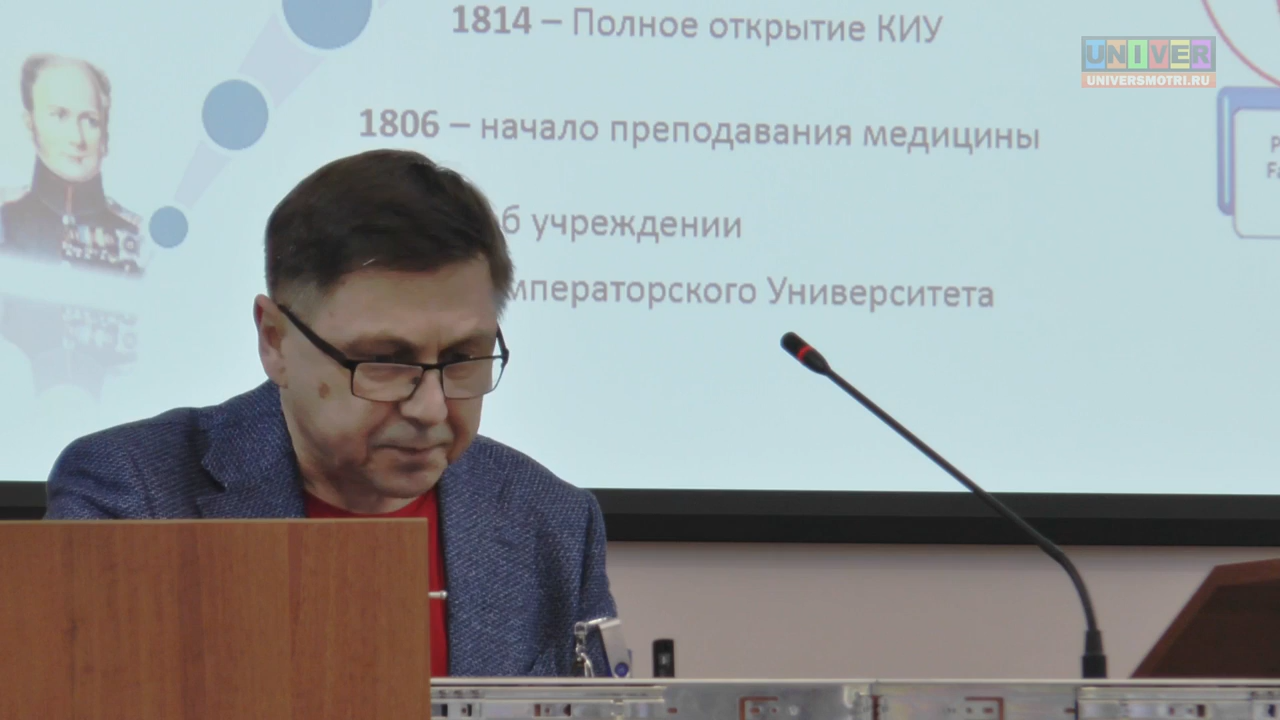 1814 – Полное открытие КИУ
UNIVER
UNIVERSMOTRI.RU
1806 – начало преподавания медицины
б учреждении
мператорского Университета